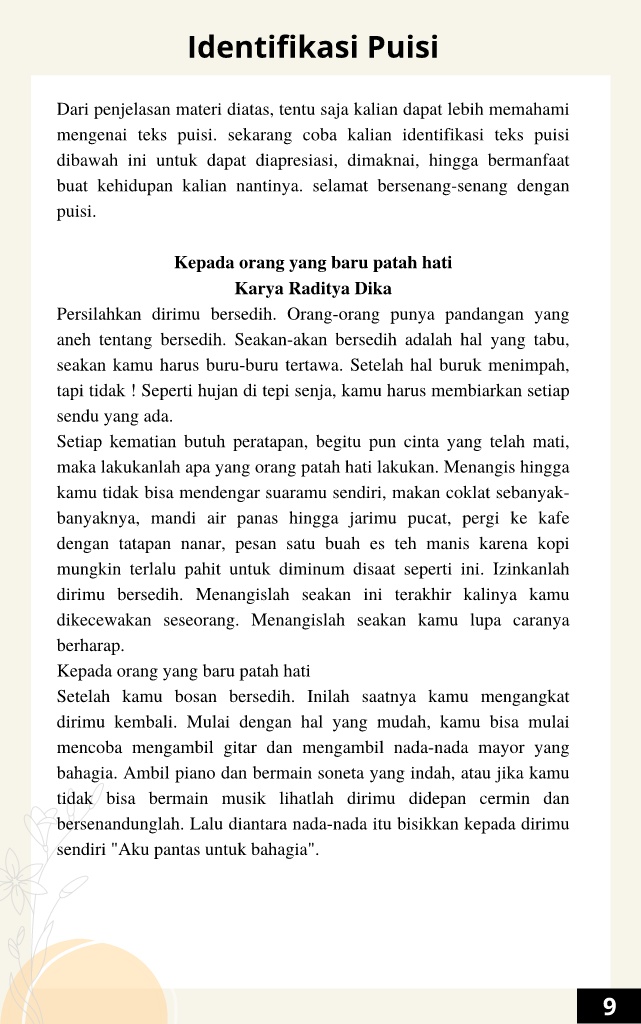 Identifikasi Puisi
Dari penjelasan materi diatas, tentu saja kalian dapat lebih memahami
mengenai teks puisi. sekarang coba kalian identifikasi teks puisi
dibawah ini untuk dapat diapresiasi, dimaknai, hingga bermanfaat
buat kehidupan kalian nantinya. selamat bersenang-senang dengan
puisi.
Kepada orang yang baru patah hati
Karya Raditya Dika
Persilahkan dirimu bersedih. Orang-orang punya pandangan yang
aneh tentang bersedih. Seakan-akan bersedih adalah hal yang tabu,
seakan kamu harus buru-buru tertawa. Setelah hal buruk menimpah,
tapi tidak ! Seperti hujan di tepi senja, kamu harus membiarkan setiap
sendu yang ada.
Setiap kematian butuh peratapan, begitu pun cinta yang telah mati,
maka lakukanlah apa yang orang patah hati lakukan. Menangis hingga
kamu tidak bisa mendengar suaramu sendiri, makan coklat sebanyak-
banyaknya, mandi air panas hingga jarimu pucat, pergi ke kafe
dengan tatapan nanar, pesan satu buah es teh manis karena kopi
mungkin terlalu pahit untuk diminum disaat seperti ini. Izinkanlah
dirimu bersedih. Menangislah seakan ini terakhir kalinya kamu
dikecewakan seseorang. Menangislah seakan kamu lupa caranya
berharap.
Kepada orang yang baru patah hati
Setelah kamu bosan bersedih. Inilah saatnya kamu mengangkat
dirimu kembali. Mulai dengan hal yang mudah, kamu bisa mulai
mencoba mengambil gitar dan mengambil nada-nada mayor yang
bahagia. Ambil piano dan bermain soneta yang indah, atau jika kamu
tidak bisa bermain musik lihatlah dirimu didepan cermin dan
bersenandunglah. Lalu diantara nada-nada itu bisikkan kepada dirimu
sendiri "Aku pantas untuk bahagia".
9